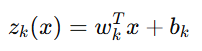 z_k(x) = w_k^T x + b_k